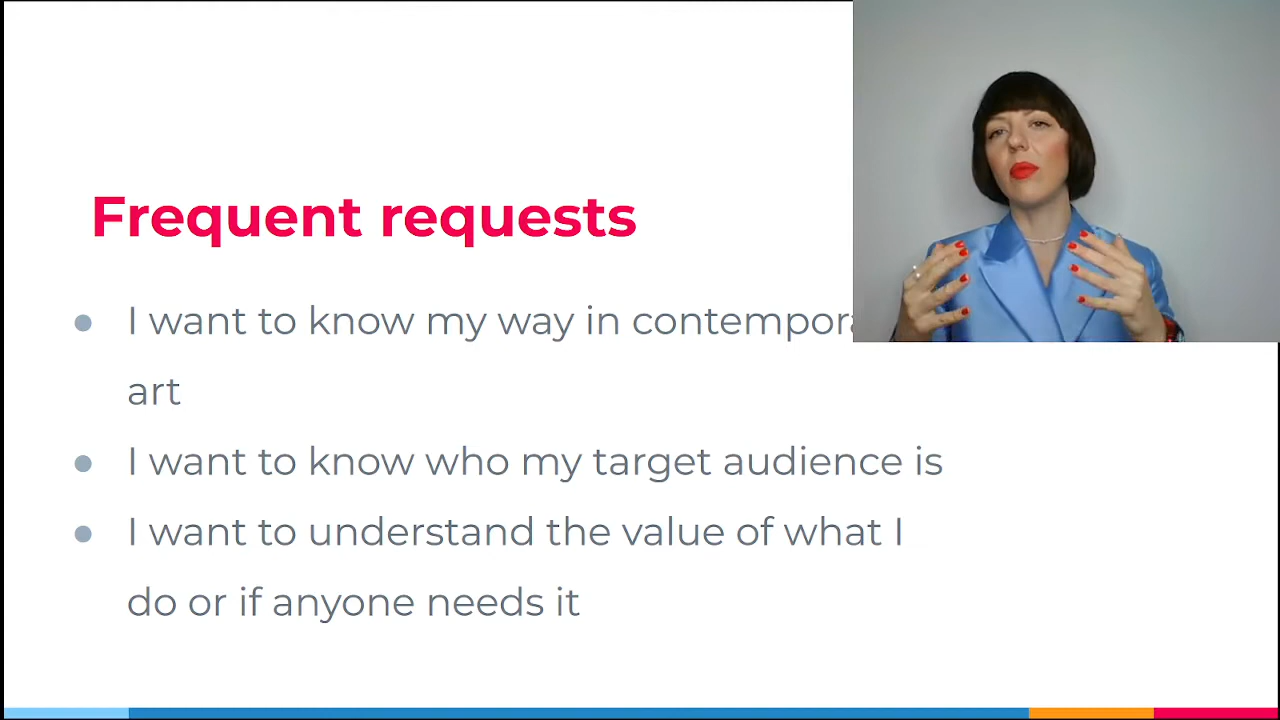 Frequent requests
I want to know my way in
art
I want to know who my target audience is
I want to understand the value of what I
do or if anyone needs it